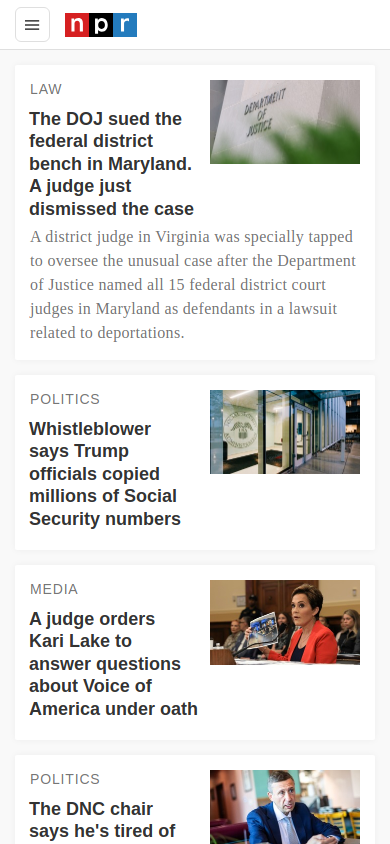 npr
LAW
The DOJ sued the
federal district
bench in Maryland.
A judge just
dismissed the case
DEPARTMENT
OF
JUSTICE
A district judge in Virginia was specially tapped
to oversee the unusual case after the Department
of Justice named all 15 federal district court
judges in Maryland as defendants in a lawsuit
related to deportations.
POLITICS
Whistleblower
says Trump
officials copied
millions of Social
Security numbers
MEDIA
A judge orders
Kari Lake to
answer questions
about Voice of
America under oath
POLITICS
The DNC chair
says he's tired of